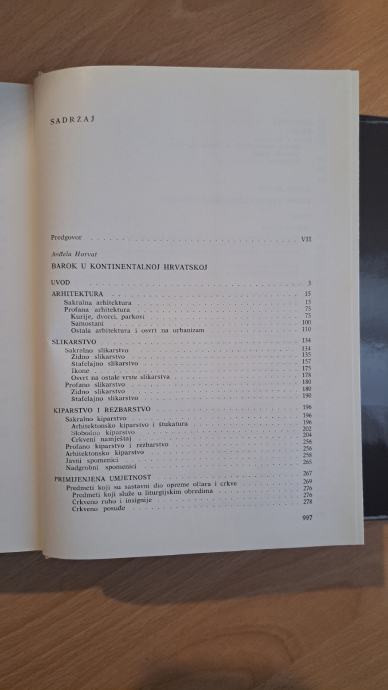 SADRŽAJ
Predgovor VII
Anđela Horvat
BAROK U KONTINENTALNOJ HRVATSKOJ
UVOD 3
ARHITEKTURA 15
Sakralna arhitektura 15
Profana arhitektura 75
Kurije, dvorci, parkovi 75
Samostani 100
Ostala arhitektura i osvrt na urbanizam 110
SLIKARSTVO 134
Sakralno slikarstvo 134
Zidno slikarstvo 135
Štafelajno slikarstvo 157
Ikone 175
Osvrt na ostale vrste slikarstva 178
Profano slikarstvo 180
Zidno slikarstvo 180
Štafelajno slikarstvo 190
KIPARSTVO I REZBARSTVO 196
Sakralno kiparstvo 196
Arhitektonsko kiparstvo i štukatura 196
Slobodno kiparstvo 202
Crkveni namještaj 204
Profano kiparstvo i rezbarstvo 256
Arhitektonsko kiparstvo 256
Javni spomenici 258
Nadgrobni spomenici 265
PRIMIJENJENA UMJETNOST 267
Predmeti koji su sastavni dio opreme oltara i crkve 269
Predmeti koji služe u liturgijskim obredima 276
Crkveno ruho i insignije 276
Crkveno posuđe 278
997